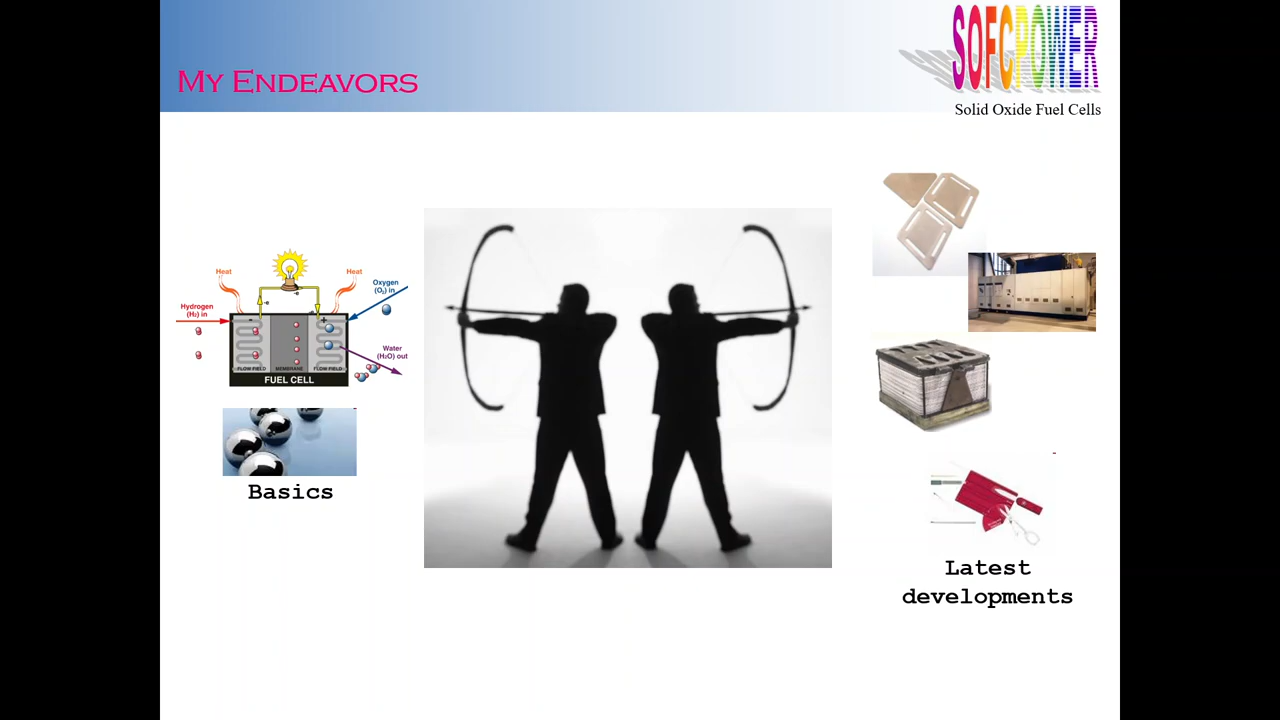 My Endeavors
SOFCPOWER
Solid Oxide Fuel Cells
Heat
Heat
Oxygen
(O₂) in
Hydrogen
(H₂) in
-e
-e
-
+
Water
(H₂O) out
FLOW FIELD
MEMBRANE
FLOW FIELD
FUEL CELL
Basics
Latest
developments